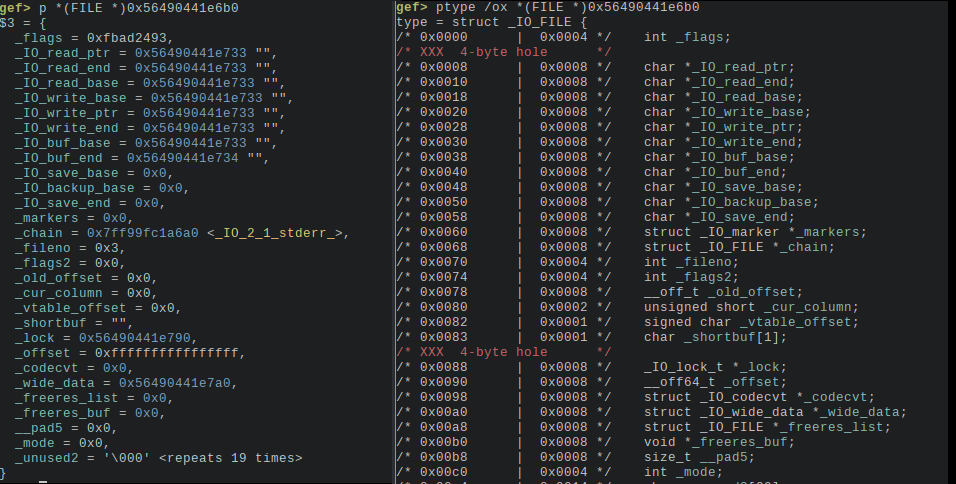 gef> p *(FILE *)0x56490441e6b0
$3 = {
  _flags = 0xfbad2493,
  _IO_read_ptr = 0x56490441e733 "",
  _IO_read_end = 0x56490441e733 "",
  _IO_read_base = 0x56490441e733 "",
  _IO_write_base = 0x56490441e733 "",
  _IO_write_ptr = 0x56490441e733 "",
  _IO_write_end = 0x56490441e733 "",
  _IO_buf_base = 0x56490441e733 "",
  _IO_buf_end = 0x56490441e734 "",
  _IO_save_base = 0x0,
  _IO_backup_base = 0x0,
  _IO_save_end = 0x0,
  _markers = 0x0,
  _chain = 0x7ff99fc1a6a0 <_IO_2_1_stderr_>,
  _fileno = 0x3,
  _flags2 = 0x0,
  _old_offset = 0x0,
  _cur_column = 0x0,
  _vtable_offset = 0x0,
  _shortbuf = "",
  _lock = 0x56490441e790,
  _offset = 0xffffffffffffffff,
  _codecvt = 0x0,
  _wide_data = 0x56490441e7a0,
  _freeres_list = 0x0,
  _freeres_buf = 0x0,
  __pad5 = 0x0,
  _mode = 0x0,
  _unused2 = '\000' <repeats 19 times>
}
gef> ptype /ox *(FILE *)0x56490441e6b0
type = struct _IO_FILE {
/* 0x0000      |  0x0004 */    int _flags;
/* XXX  4-byte hole      */
/* 0x0008      |  0x0008 */    char *_IO_read_ptr;
/* 0x0010      |  0x0008 */    char *_IO_read_end;
/* 0x0018      |  0x0008 */    char *_IO_read_base;
/* 0x0020      |  0x0008 */    char *_IO_write_base;
/* 0x0028      |  0x0008 */    char *_IO_write_ptr;
/* 0x0030      |  0x0008 */    char *_IO_write_end;
/* 0x0038      |  0x0008 */    char *_IO_buf_base;
/* 0x0040      |  0x0008 */    char *_IO_buf_end;
/* 0x0048      |  0x0008 */    char *_IO_save_base;
/* 0x0050      |  0x0008 */    char *_IO_backup_base;
/* 0x0058      |  0x0008 */    char *_IO_save_end;
/* 0x0060      |  0x0008 */    struct _IO_marker *_markers;
/* 0x0068      |  0x0008 */    struct _IO_FILE *_chain;
/* 0x0070      |  0x0004 */    int _fileno;
/* 0x0074      |  0x0004 */    int _flags2;
/* 0x0078      |  0x0008 */    __off_t _old_offset;
/* 0x0080      |  0x0002 */    unsigned short _cur_column;
/* 0x0082      |  0x0001 */    signed char _vtable_offset;
/* 0x0083      |  0x0001 */    char _shortbuf[1];
/* XXX  4-byte hole      */
/* 0x0088      |  0x0008 */    _IO_lock_t *_lock;
/* 0x0090      |  0x0008 */    __off64_t _offset;
/* 0x0098      |  0x0008 */    struct _IO_codecvt *_codecvt;
/* 0x00a0      |  0x0008 */    struct _IO_wide_data *_wide_data;
/* 0x00a8      |  0x0008 */    struct _IO_FILE *_freeres_list;
/* 0x00b0      |  0x0008 */    void *_freeres_buf;
/* 0x00b8      |  0x0008 */    size_t __pad5;
/* 0x00c0      |  0x0004 */    int _mode;